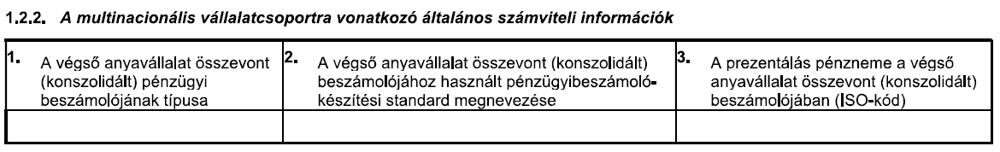 1.2.2. A multinacionális vállalatcsoportra vonatkozó általános számviteli információk
1. A végső anyavállalat összevont
(konszolidált) pénzügyi
beszámolójának típusa
2. A végső anyavállalat összevont (konszolidált)
beszámolójához használt pénzügyibeszámoló-
készítési standard megnevezése
3. A prezentálás pénzneme a végső
anyavállalat összevont (konszolidált)
beszámolójában (ISO-kód)